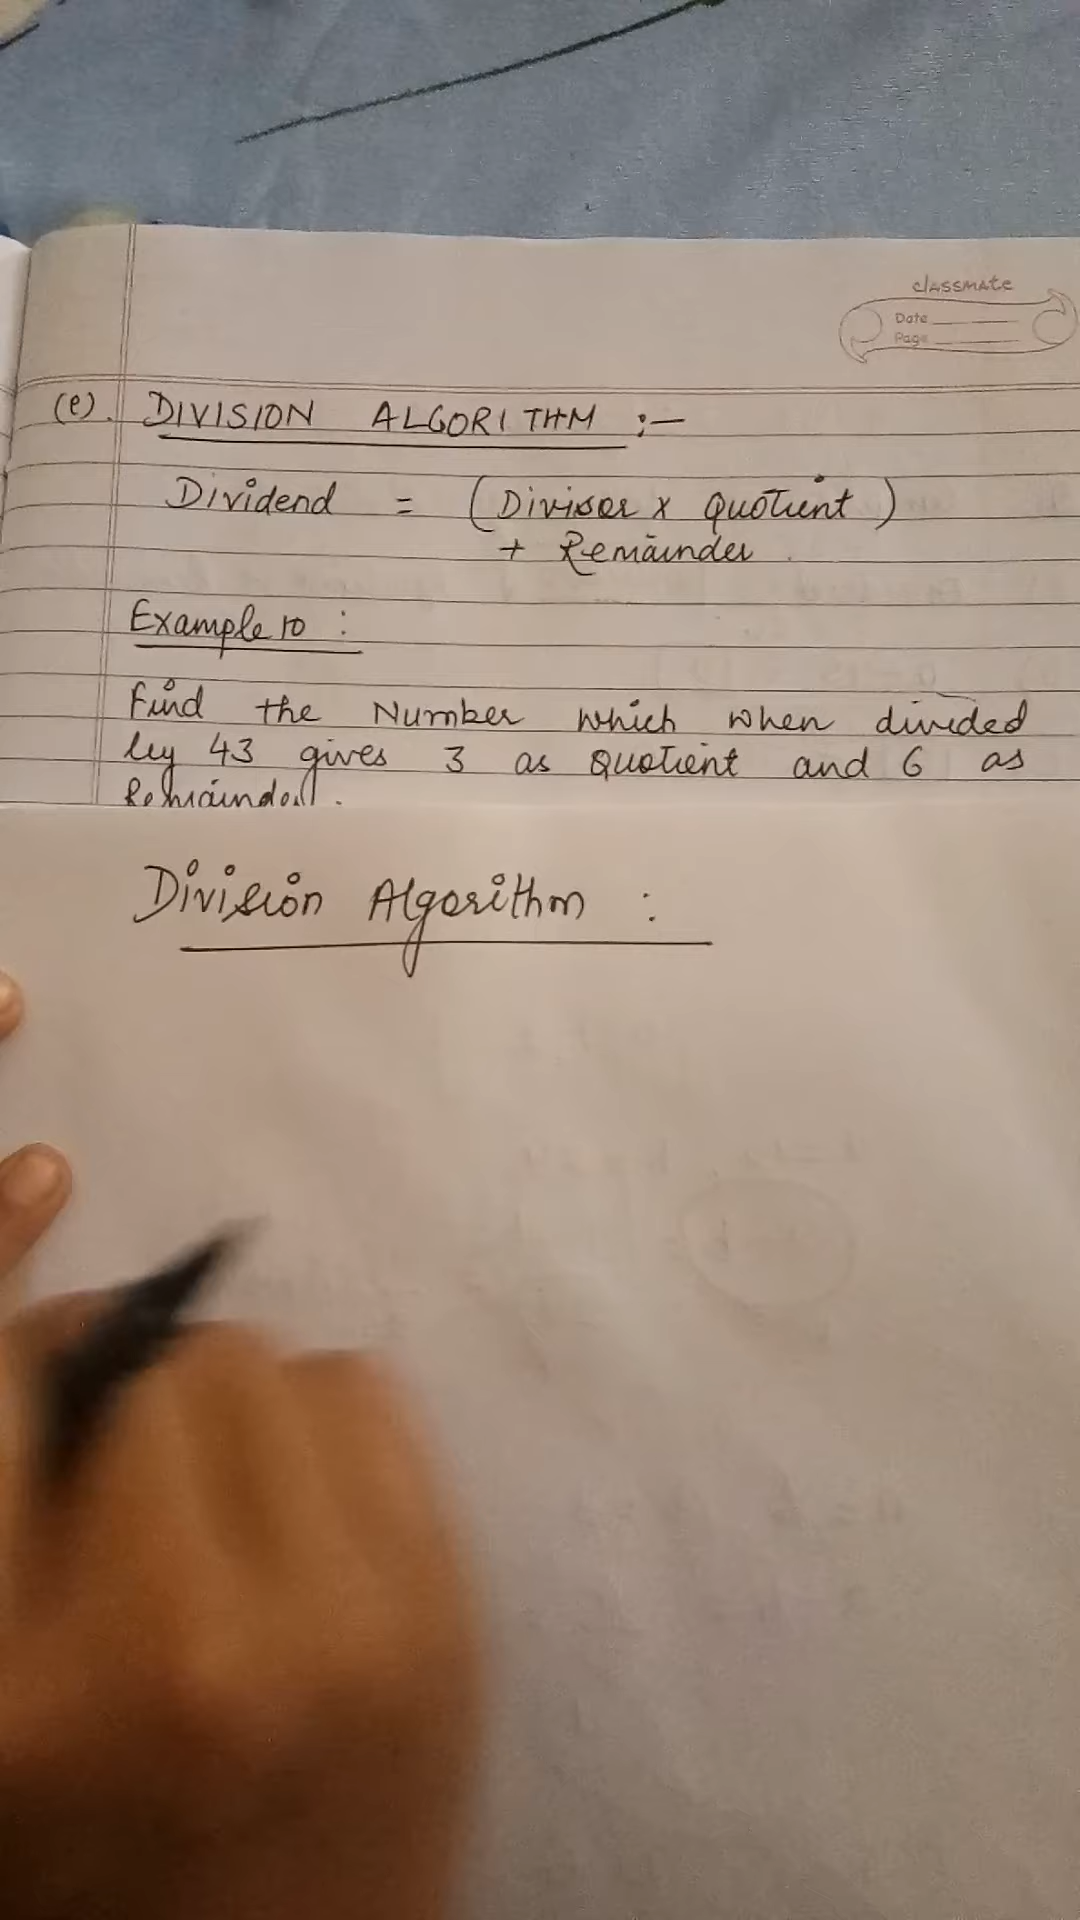 classmate
Date
Page
(e). DIVISION ALGORITHM :-
Dividend = (Divisor x Quotient)
+ Remainder.
Example 10 :
Find the Number which when divided
by 43 gives 3 as Quotient and 6 as
Remainder.
Division Algorithm :